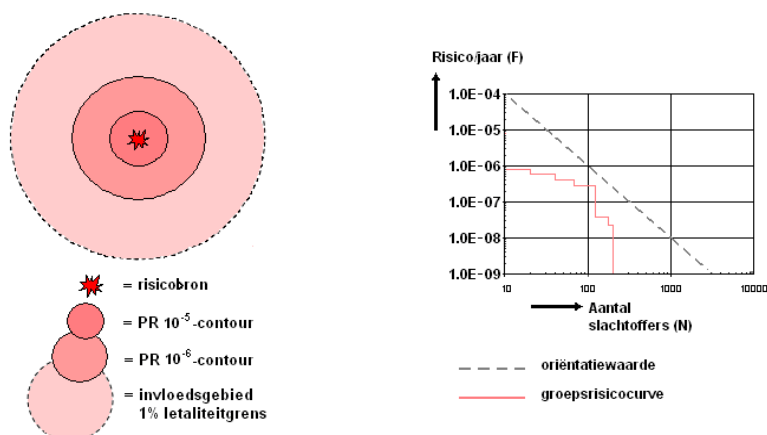 Risico/jaar (F)
1.0E-04
1.0E-05
1.0E-06
1.0E-07
1.0E-08
1.0E-09
10 100 1000 10000
Aantal
slachtoffers (N)
= risicobron
= PR 10⁻⁵-contour
= PR 10⁻⁶-contour
= invloedsgebied
1% letaliteitgrens
oriëntatiewaarde
groepsrisicocurve